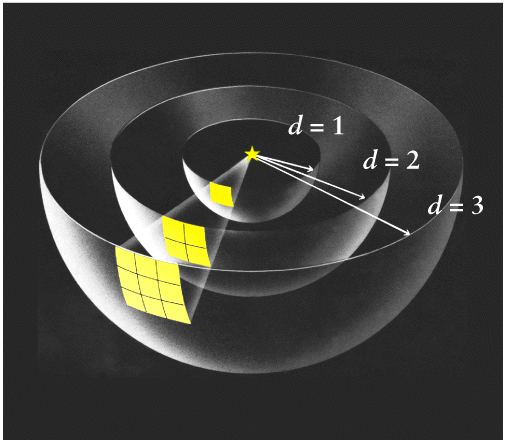 d = 1
d = 2
d = 3